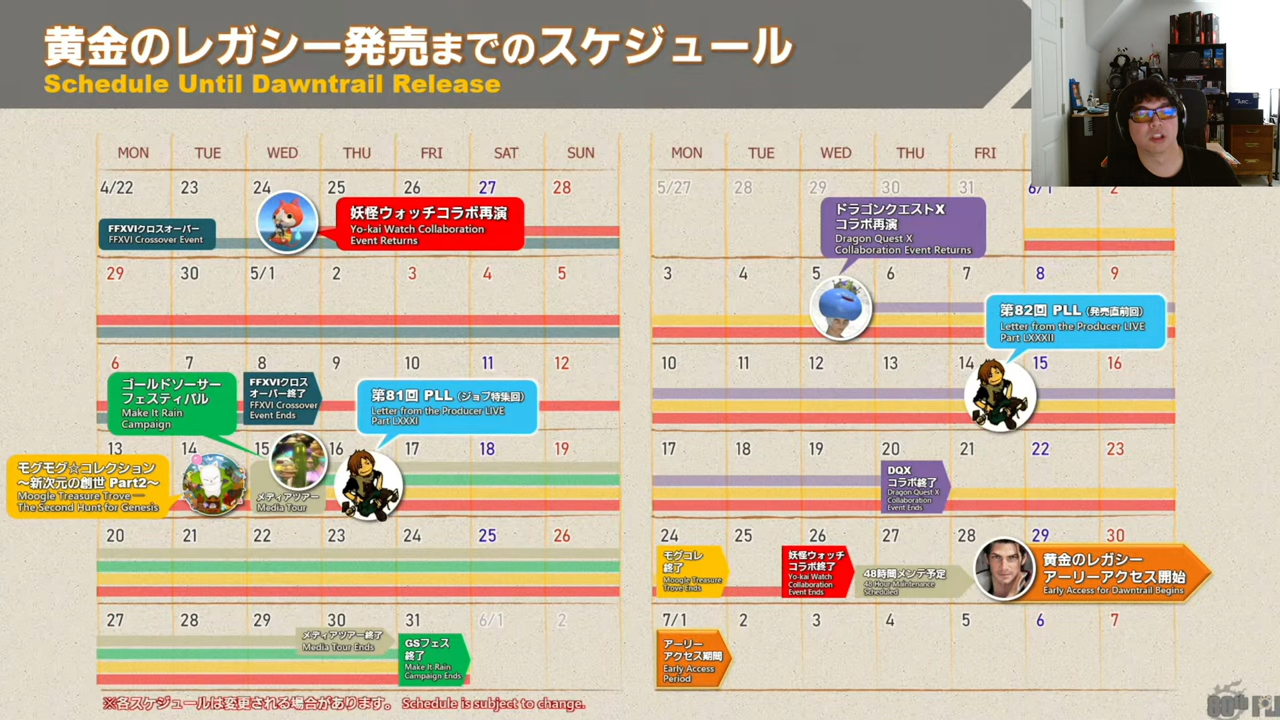 黄金のレガシー発売までのスケジュール
Schedule Until Dawntrail Release
MON TUE WED THU FRI SAT SUN
4/22 23 24 25 26 27 28
FFXVIクロスオーバー
FFXVI Crossover Event
妖怪ウォッチコラボ再演
Yo-kai Watch Collaboration
Event Returns
29 30 5/1 2 3 4 5
6 7 8 9 10 11 12
ゴールドソーサー
フェスティバル
Make It Rain
Campaign
FFXVIクロス
オーバー終了
FFXVI Crossover
Event Ends
第81回 PLL (ジョブ特集回)
Letter from the Producer LIVE
Part LXXXI
13 14 15 16 17 18 19
モグモグ☆コレクション
～新次元の創世 Part2～
Moogle Treasure Trove
The Second Hunt for Genesis
メディアツアー
Media Tour
20 21 22 23 24 25 26
27 28 29 30 31 6/1 2
メディアツアー終了
Media Tour Ends
GSフェス
終了
Make It Rain
Campaign Ends
MON TUE WED THU FRI
5/27 28 29 30 31 6/1 2
ドラゴンクエストX
コラボ再演
Dragon Quest X
Collaboration Event Returns
3 4 5 6 7 8 9
第82回 PLL (発売直前回)
Letter from the Producer LIVE
Part LXXXII
10 11 12 13 14 15 16
17 18 19 20 21 22 23
DQX
コラボ終了
Dragon Quest X
Collaboration
Event Ends
24 25 26 27 28 29 30
モグコレ
終了
Moogle Treasure
Trove Ends
妖怪ウォッチ
コラボ終了
Yo-kai Watch
Collaboration
Event Ends
48時間メンテ予定
48 Hour Maintenance
Scheduled
黄金のレガシー
アーリーアクセス開始
Early Access for Dawntrail Begins
7/1 2 3 4 5 6 7
アーリー
アクセス期間
Early Access
Period
※各スケジュールは変更される場合があります。 Schedule is subject to change.